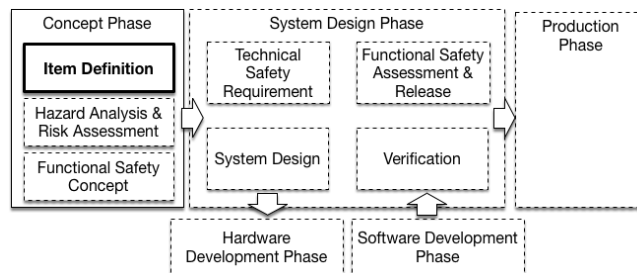 Concept Phase
Item Definition
Hazard Analysis &
Risk Assessment
Functional Safety
Concept
System Design Phase
Technical
Safety
Requirement
Functional Safety
Assessment &
Release
System Design
Verification
Production
Phase
Hardware
Development Phase
Software Development
Phase